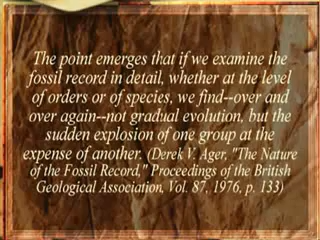 The point emerges that if we examine the
fossil record in detail, whether at the level
of orders or of species, we find--over and
over again--not gradual evolution, but the
sudden explosion of one group at the
expense of another. (Derek V. Ager, "The Nature
of the Fossil Record," Proceedings of the British
Geological Association, Vol. 87, 1976, p. 133)